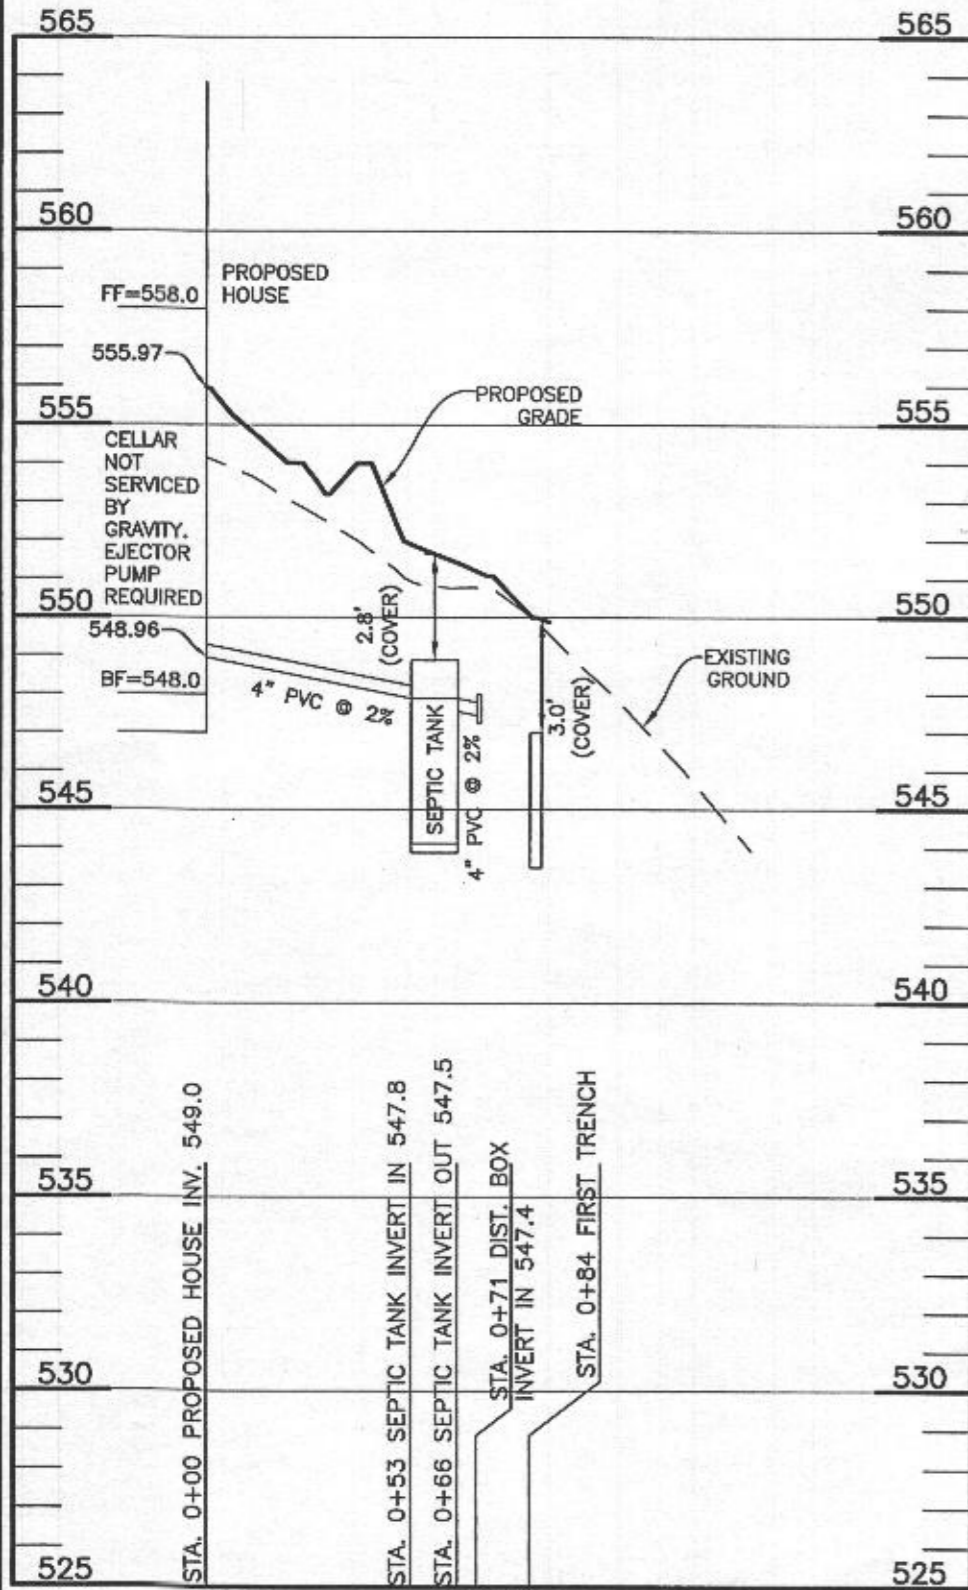 565
565
560
560
PROPOSED
HOUSE
FF=558.0
555.97
PROPOSED
GRADE
555
555
CELLAR
NOT
SERVICED
BY
GRAVITY.
EJECTOR
PUMP
REQUIRED
2.8'
(COVER)
550
550
548.96
EXISTING
GROUND
BF=548.0
4" PVC @ 2%
3.0'
(COVER)
SEPTIC TANK
4" PVC @ 2%
545
545
540
540
535
535
530
530
525
525
STA. 0+00 PROPOSED HOUSE INV. 549.0
STA. 0+53 SEPTIC TANK INVERT IN 547.8
STA. 0+66 SEPTIC TANK INVERT OUT 547.5
STA. 0+71 DIST. BOX
INVERT IN 547.4
STA. 0+84 FIRST TRENCH